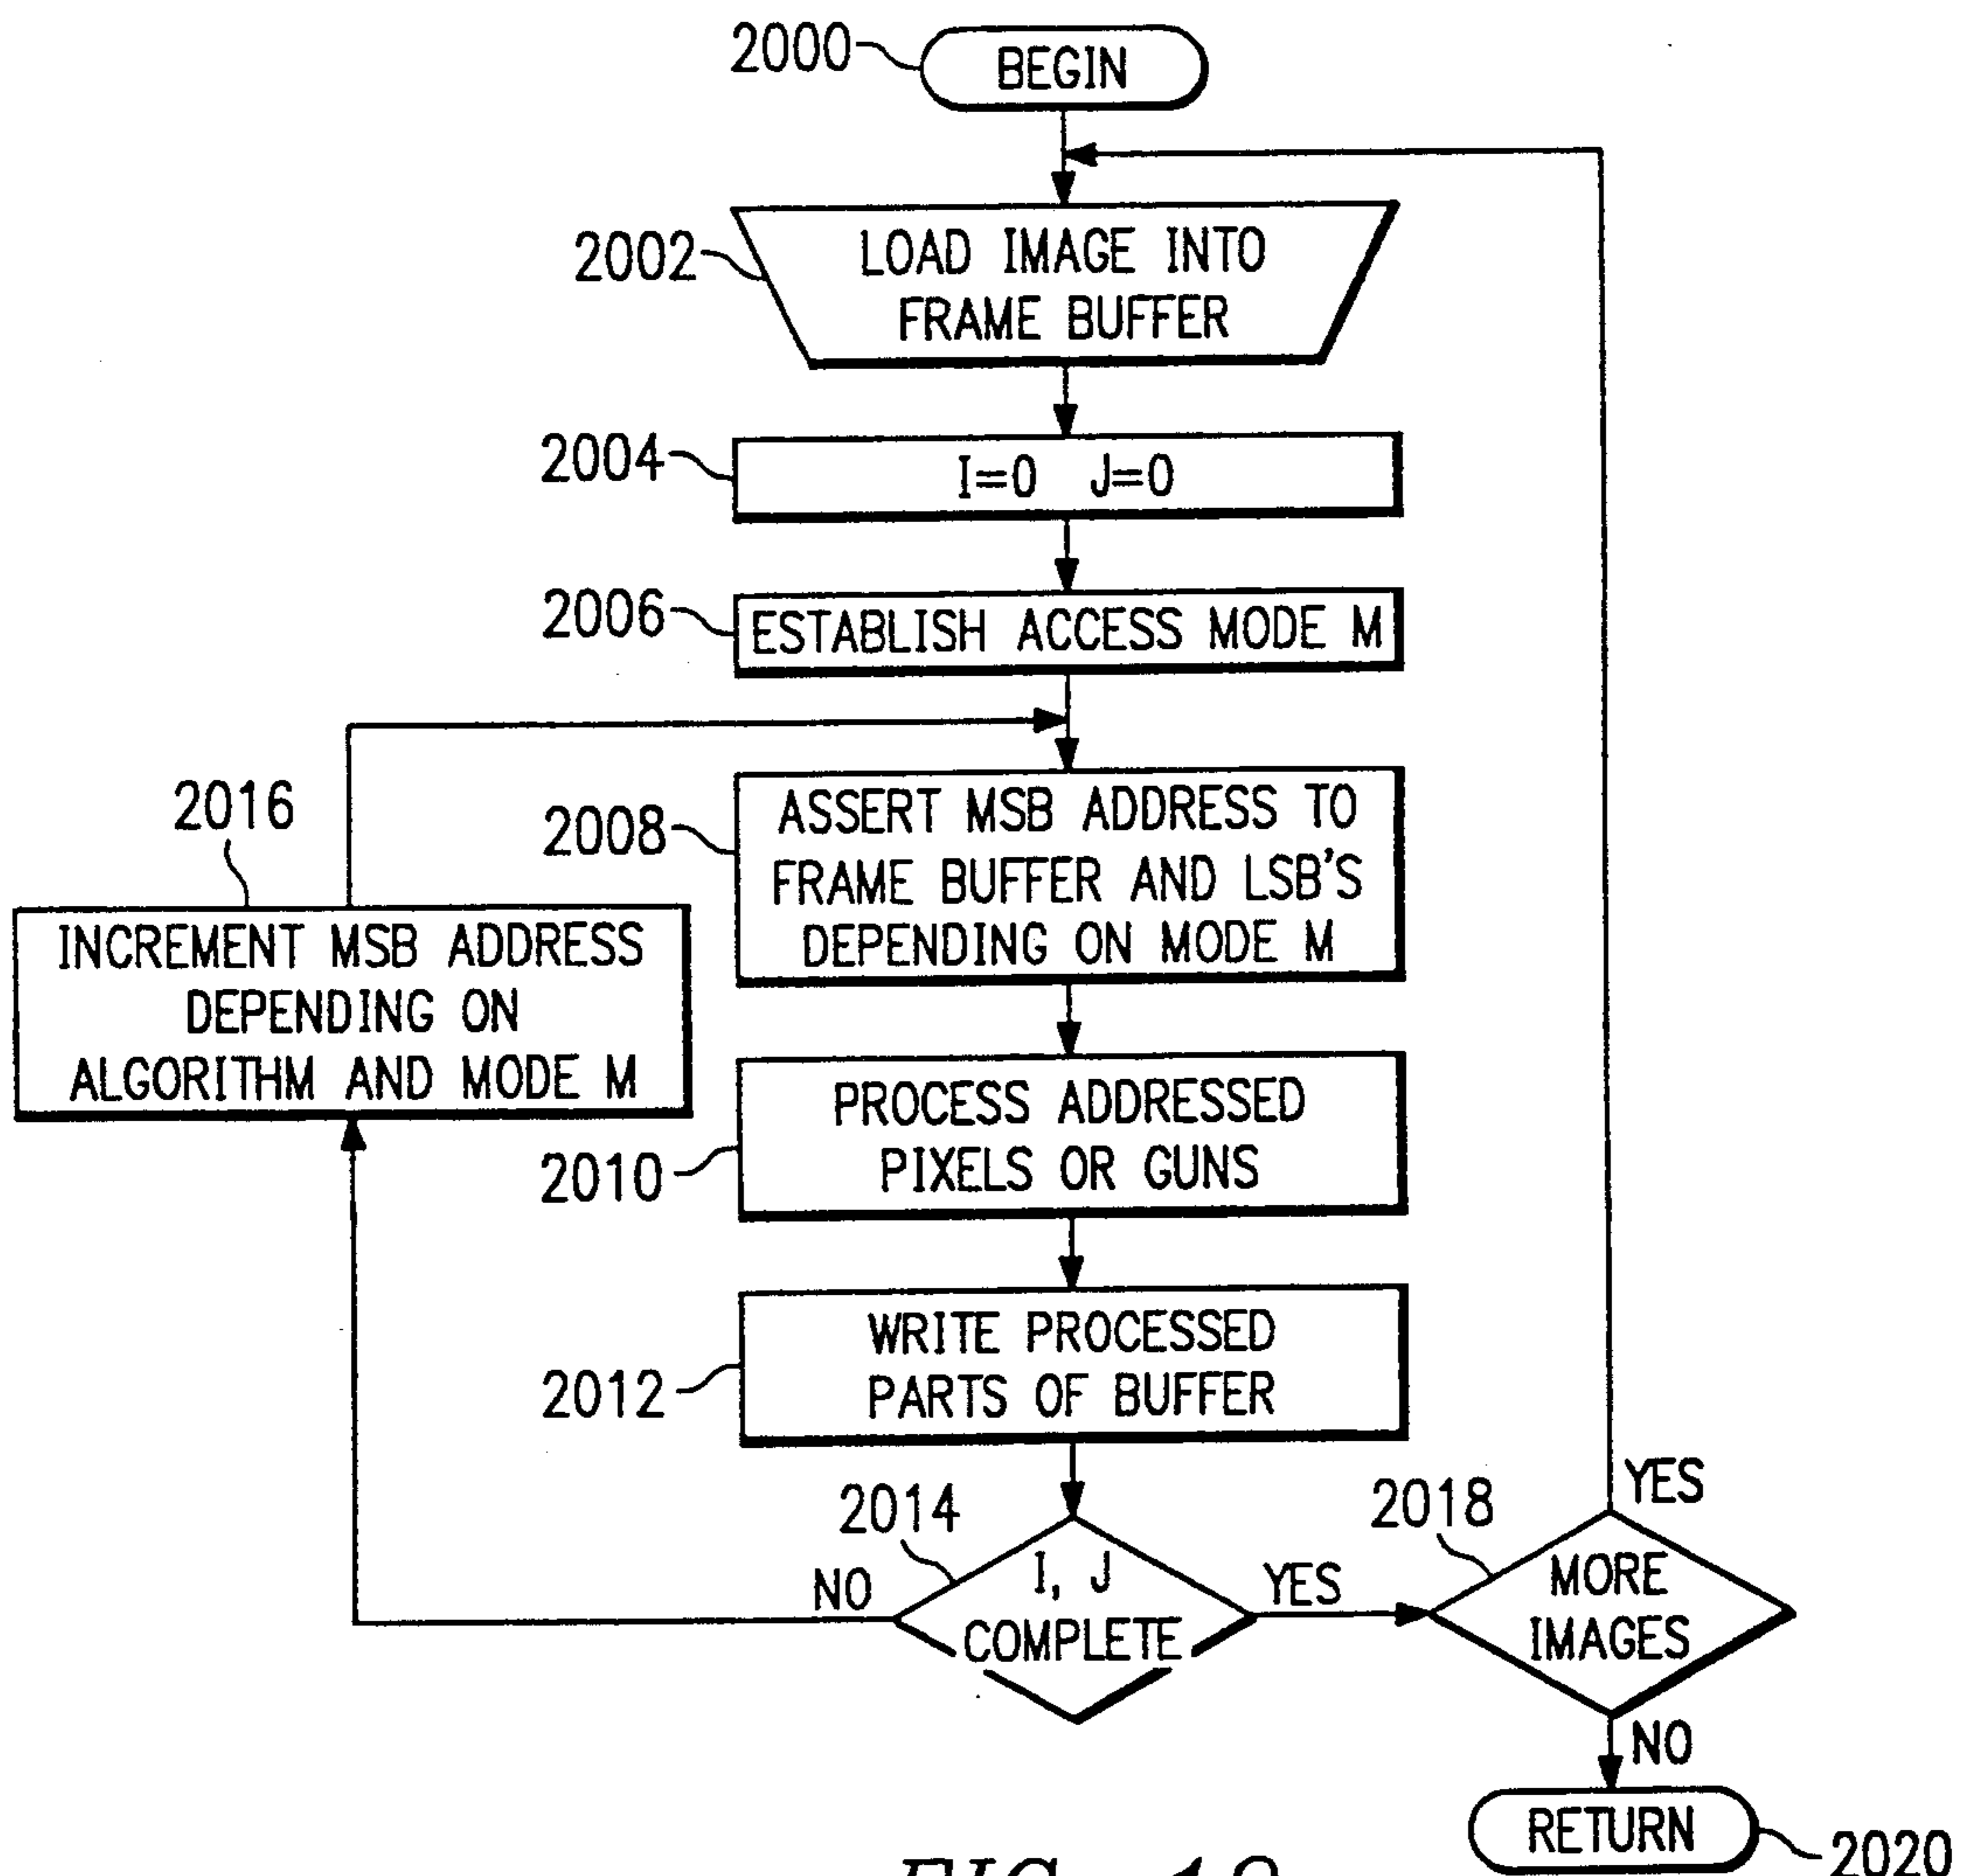 2000
BEGIN
2002
LOAD IMAGE INTO
FRAME BUFFER
2004
I=0 J=0
2006
ESTABLISH ACCESS MODE M
2008
ASSERT MSB ADDRESS TO
FRAME BUFFER AND LSB'S
DEPENDING ON MODE M
2016
INCREMENT MSB ADDRESS
DEPENDING ON
ALGORITHM AND MODE M
2010
PROCESS ADDRESSED
PIXELS OR GUNS
2012
WRITE PROCESSED
PARTS OF BUFFER
2014
I, J
COMPLETE
NO
YES
2018
MORE
IMAGES
YES
NO
RETURN
2020